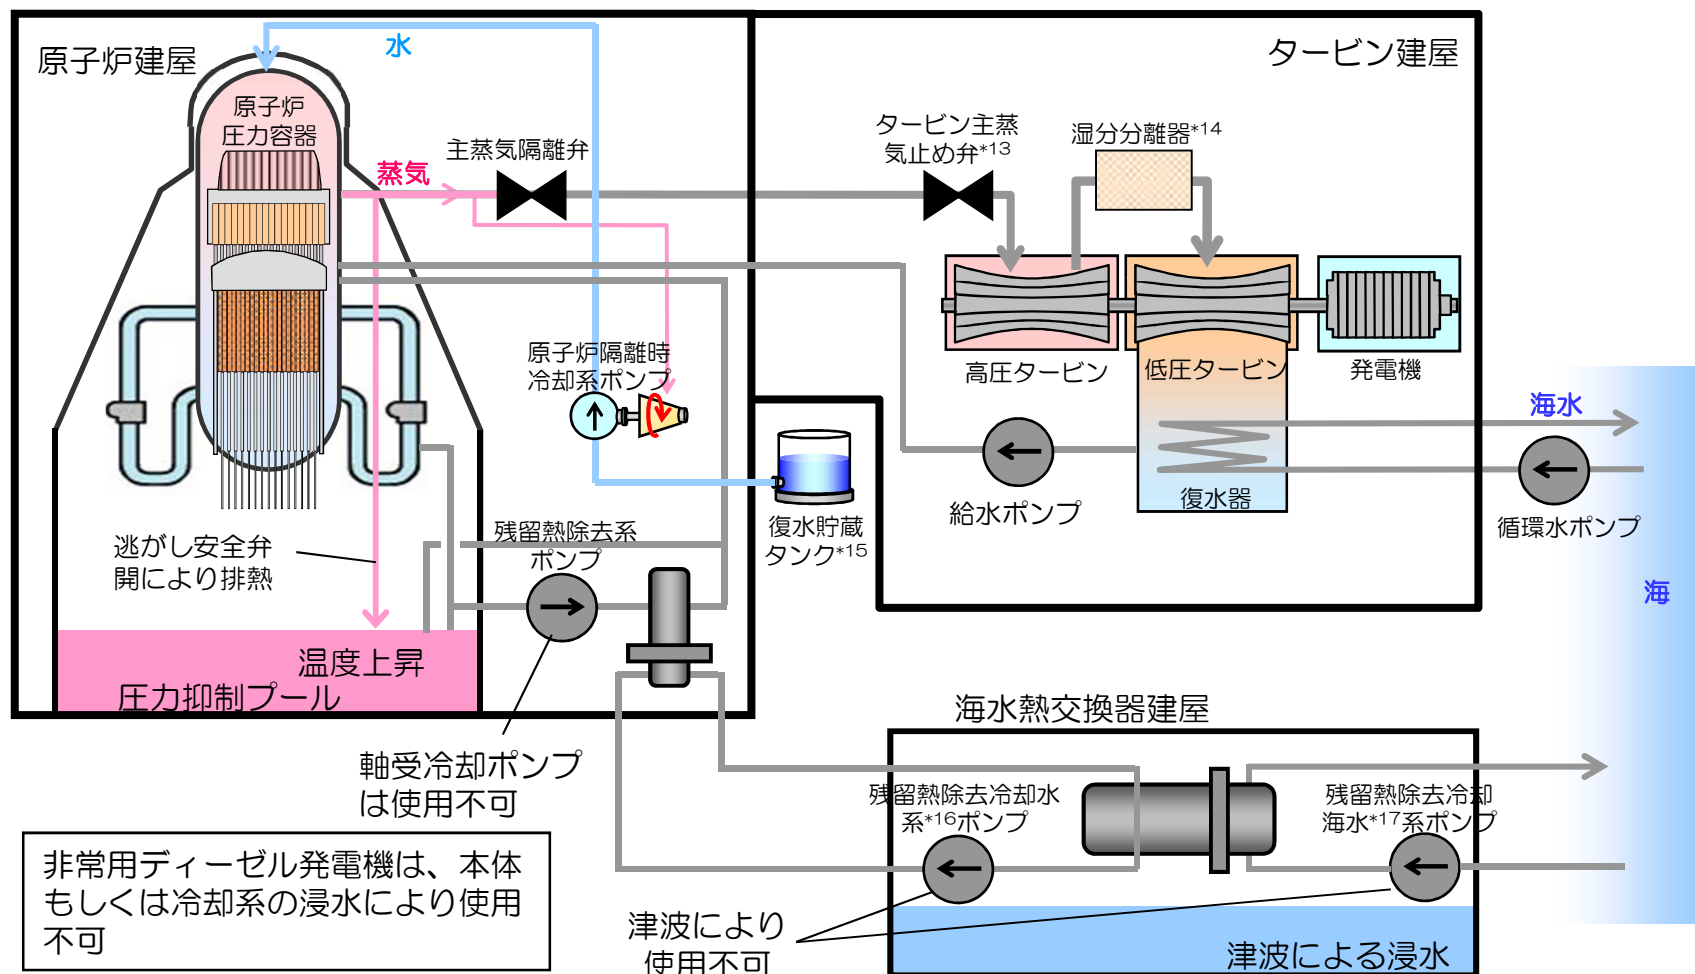 原子炉建屋
水
タービン建屋
原子炉
圧力容器
蒸気
主蒸気隔離弁
タービン主蒸
気止め弁*13
湿分分離器*14
原子炉隔離時
冷却系ポンプ
高圧タービン
低圧タービン
発電機
海水
復水器
給水ポンプ
循環水ポンプ
復水貯蔵
タンク*15
残留熱除去系
ポンプ
逃がし安全弁
開により排熱
海
温度上昇
圧力抑制プール
海水熱交換器建屋
軸受冷却ポンプ
は使用不可
残留熱除去冷却水
系*16ポンプ
残留熱除去冷却
海水*17系ポンプ
非常用ディーゼル発電機は、本体
もしくは冷却系の浸水により使用
不可
津波により
使用不可
津波による浸水